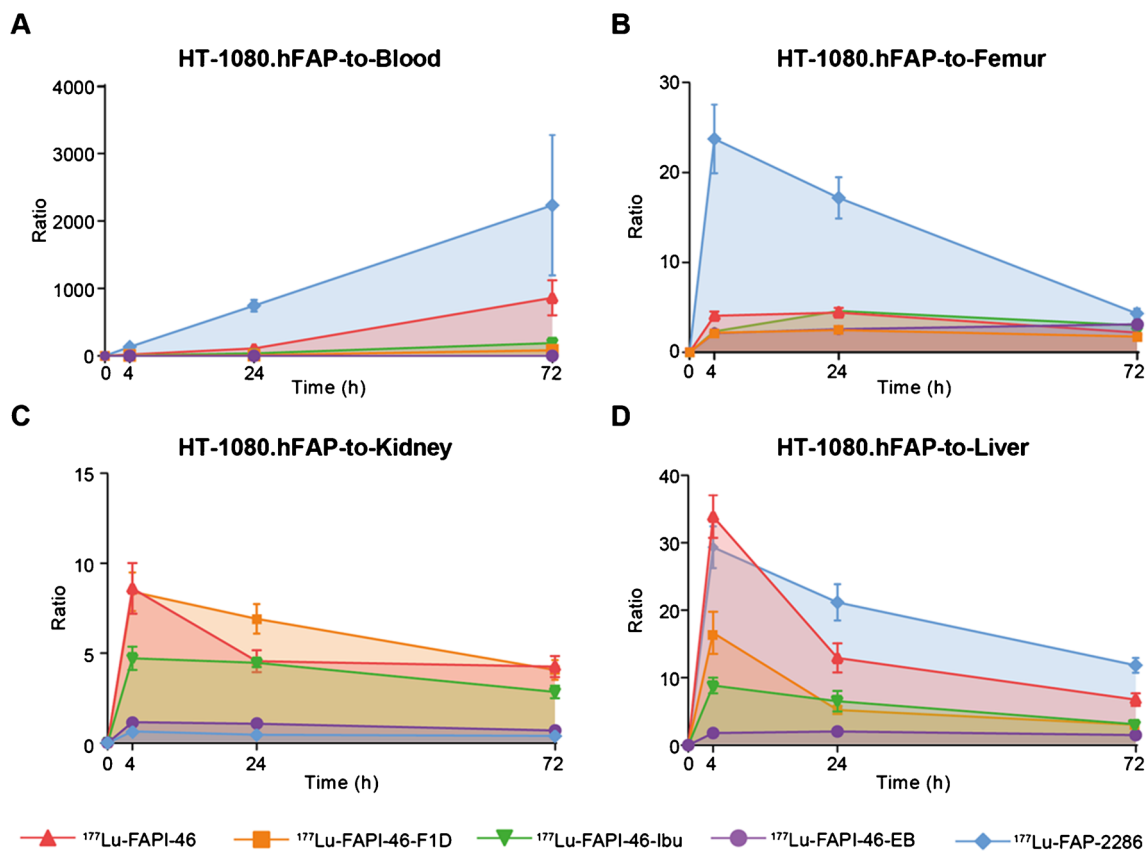 A
HT-1080.hFAP-to-Blood
4000
3000
2000
1000
0
Ratio
0 4 24 72
Time (h)
B
HT-1080.hFAP-to-Femur
30
20
10
0
Ratio
0 4 24 72
Time (h)
C
HT-1080.hFAP-to-Kidney
15
10
5
0
Ratio
0 4 24 72
Time (h)
D
HT-1080.hFAP-to-Liver
40
30
20
10
0
Ratio
0 4 24 72
Time (h)
¹⁷⁷Lu-FAPI-46 ¹⁷⁷Lu-FAPI-46-F1D ¹⁷⁷Lu-FAPI-46-Ibu ¹⁷⁷Lu-FAPI-46-EB ¹⁷⁷Lu-FAP-2286